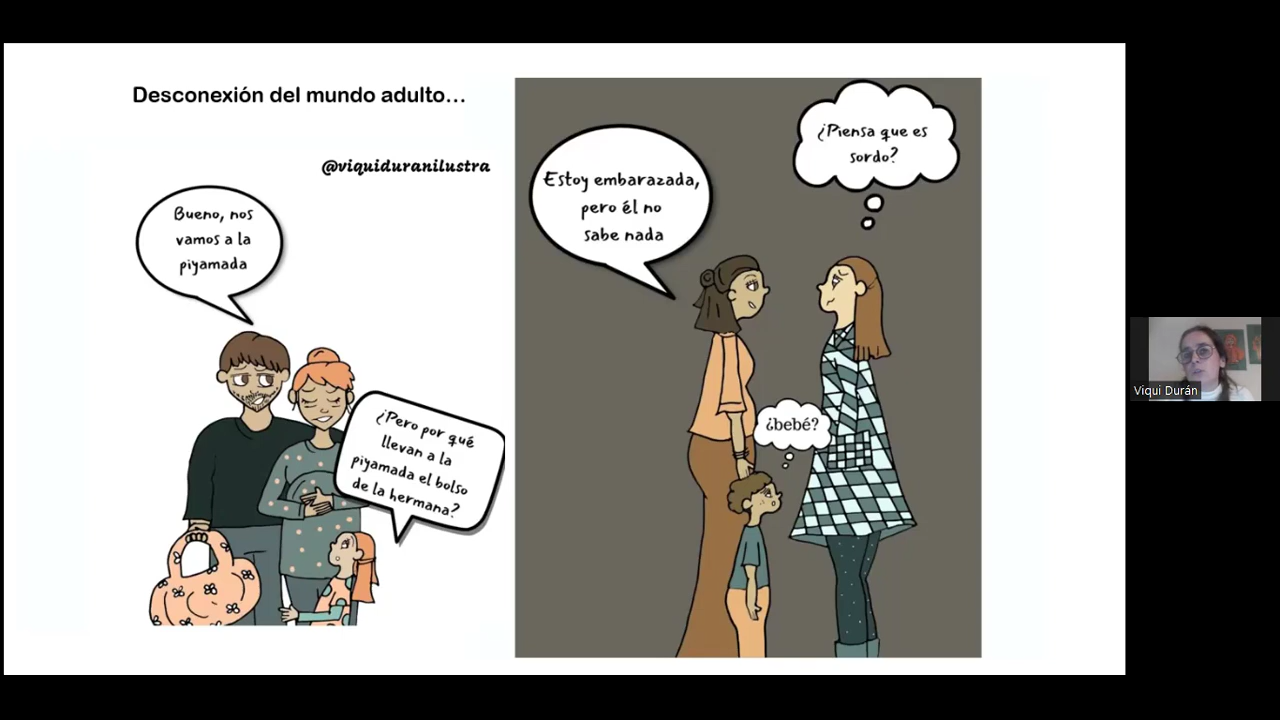 Desconexión del mundo adulto...
@viquiduranilustra
Bueno, nos
vamos a la
piyamada
¿Pero por qué
llevan a la
piyamada el bolso
de la hermana?
Estoy embarazada,
pero él no
sabe nada
¿Piensa que es
sordo?
¿bebé?
Viqui Durán